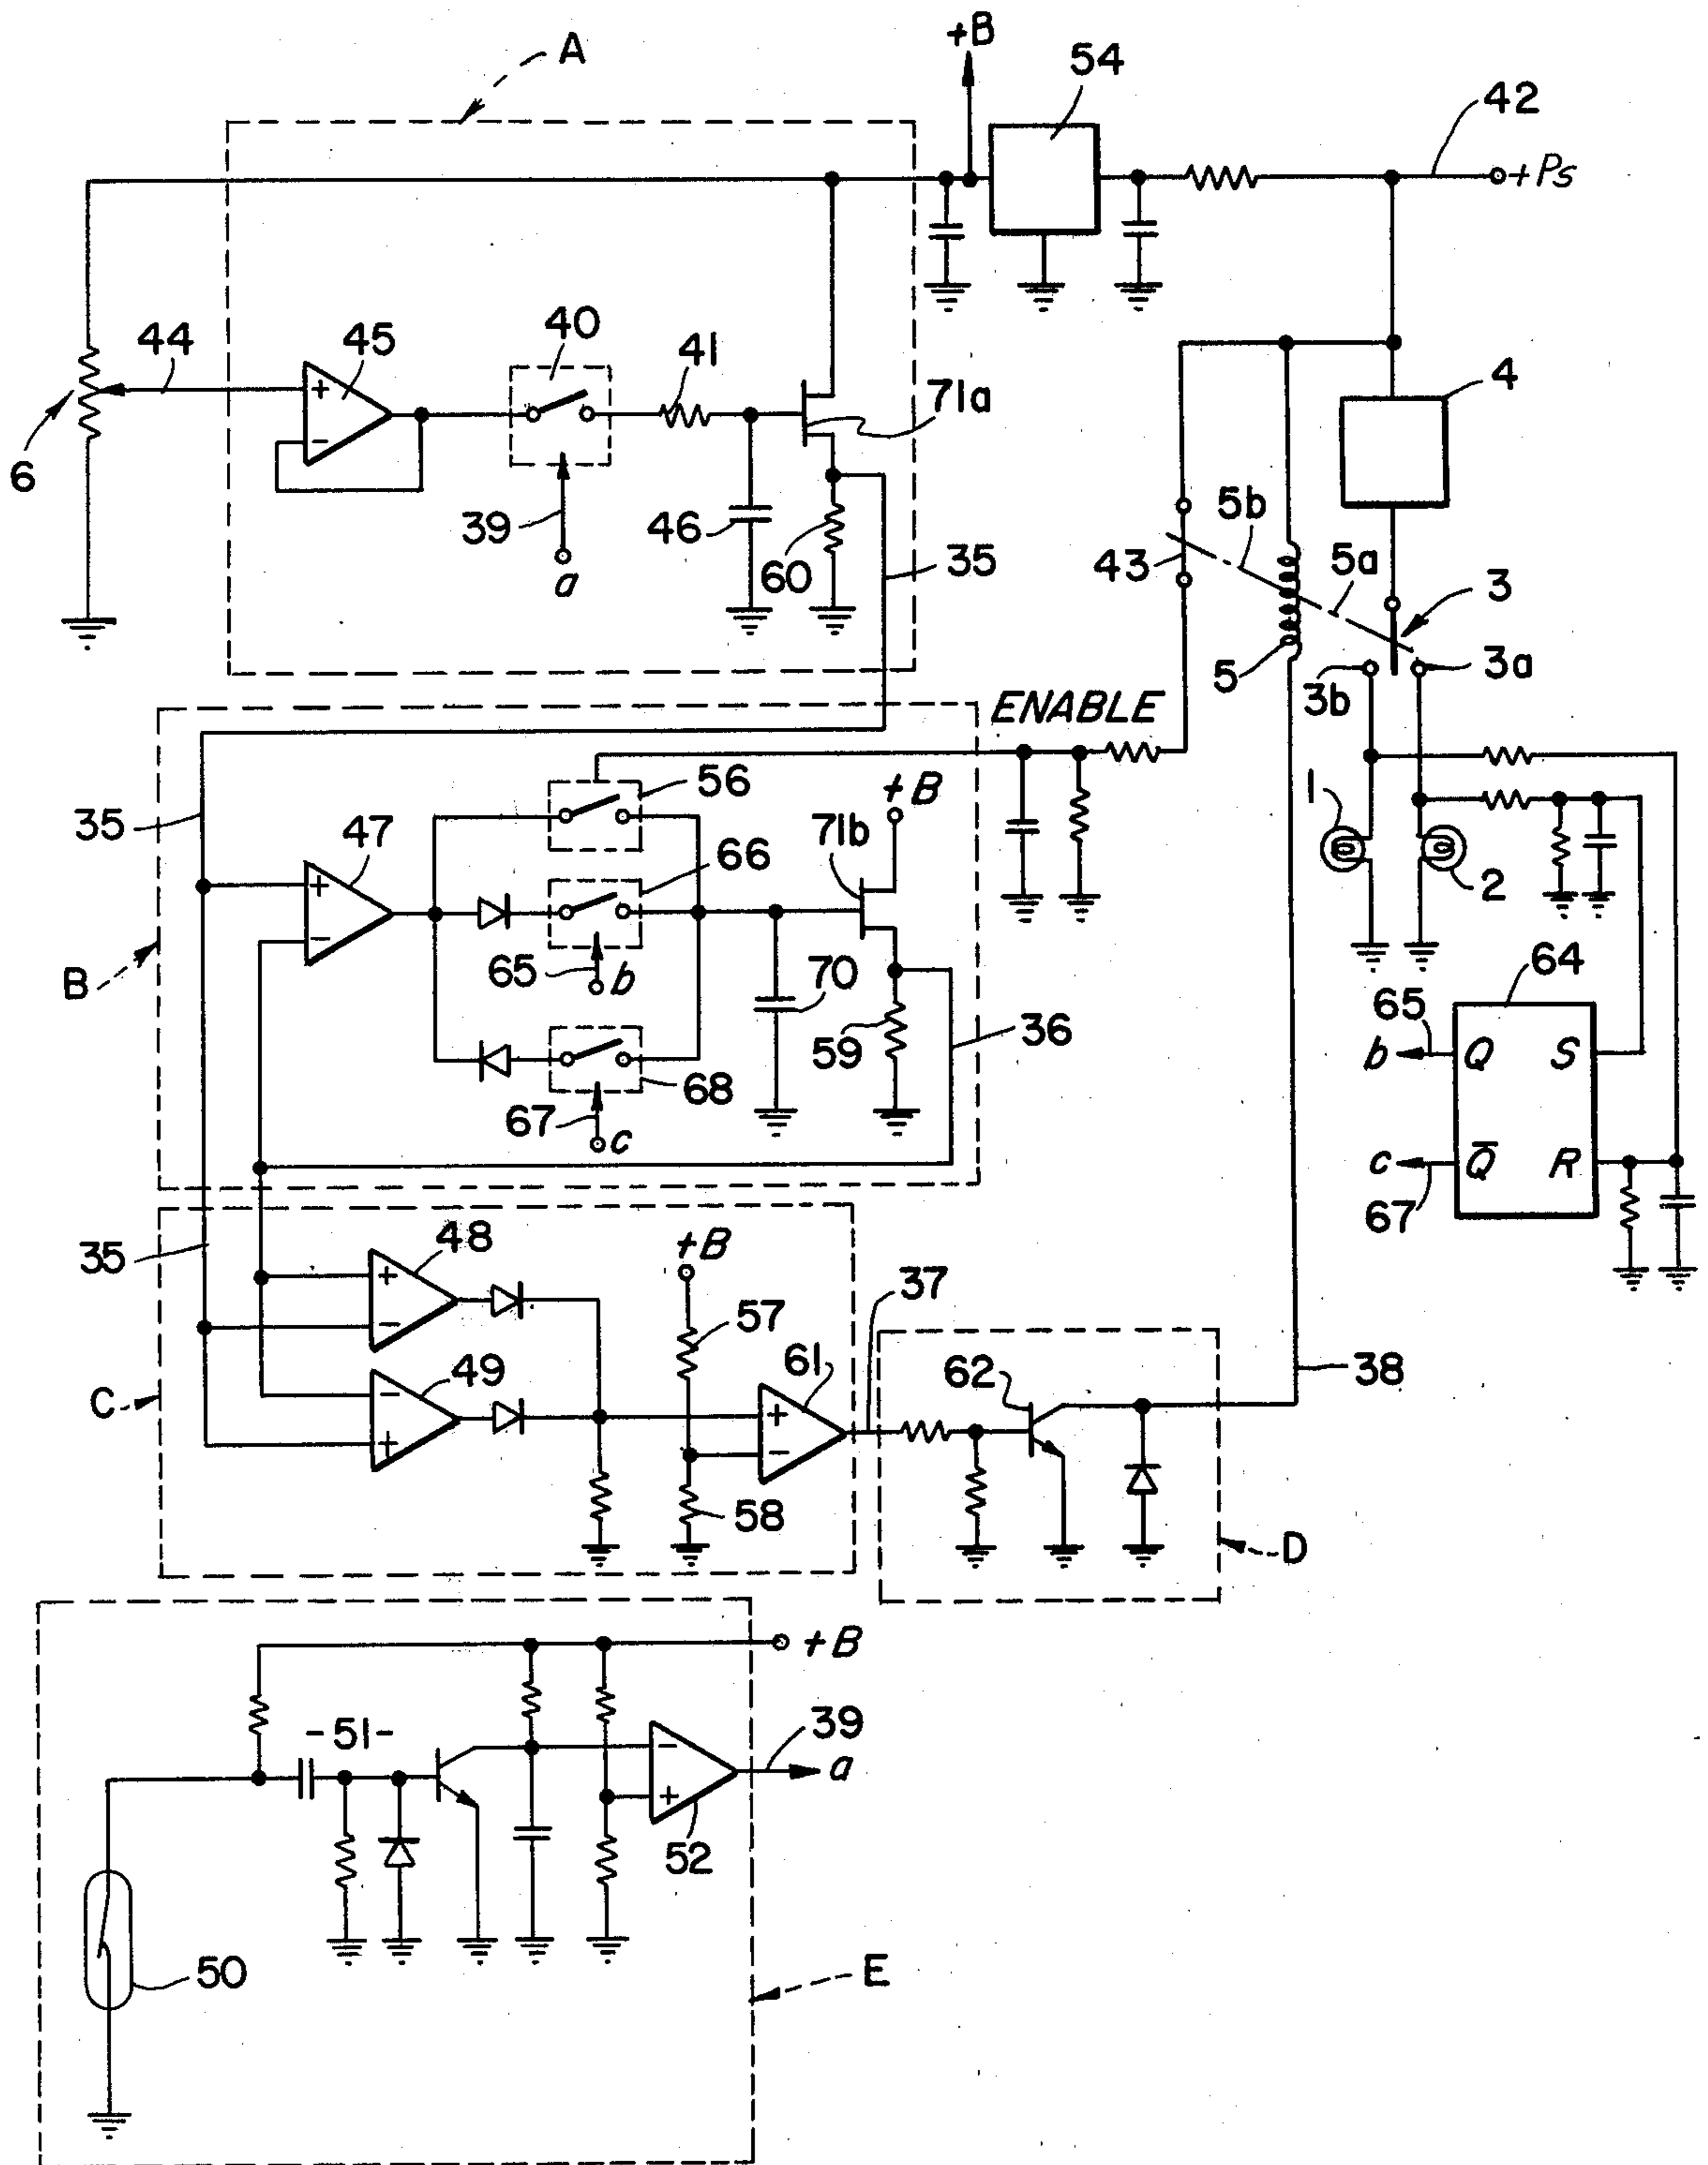 A
+B
54
42
+Ps
44
45
40
41
71a
4
6
39
a
46
60
35
5b
43
5a
3
5
3b
3a
ENABLE
56
+B
35
47
66
71b
1
2
B
65
b
70
59
36
64
65
b
Q
S
68
67
c
c
Q̅
R
67
35
48
+B
57
37
49
61
62
38
C
58
D
+B
-51-
39
a
52
50
E
+
−
+
−
+
−
−
+
+
−
−
+